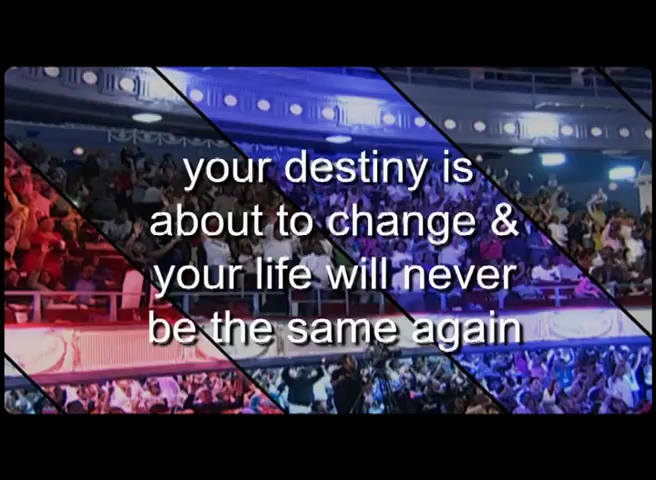 your destiny is
about to change &
your life will never
be the same again